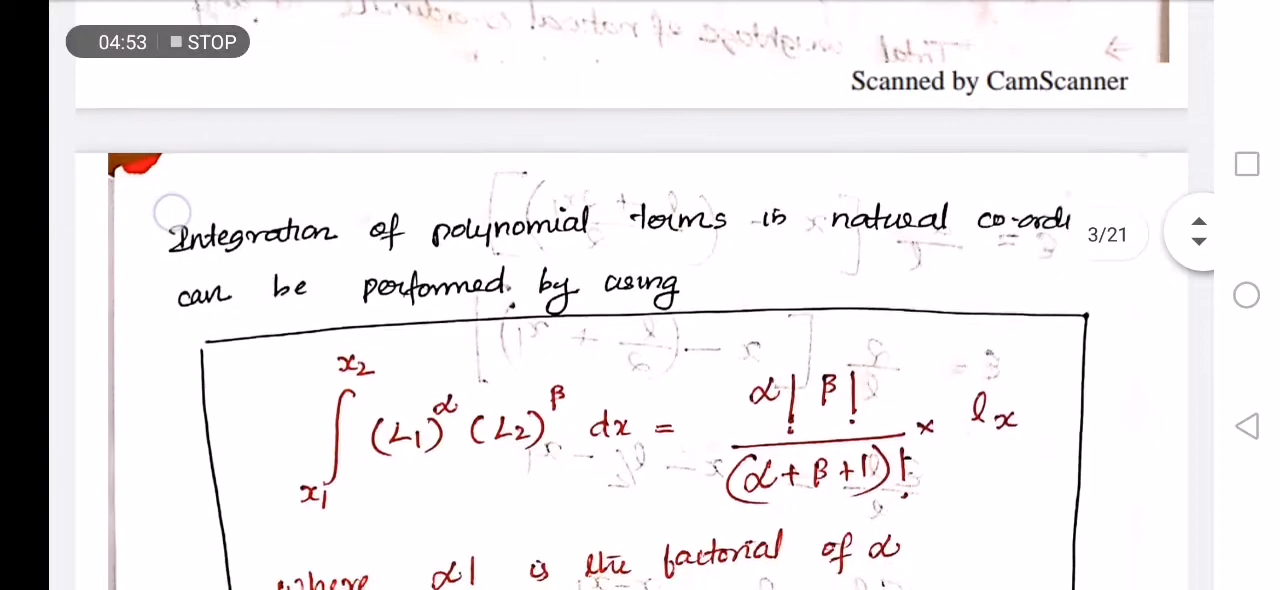 04:53 STOP
Scanned by CamScanner
Integration of polynomial terms in natural co-ordi
3/21
can be performed by using
x2
∫ (L1)^α (L2)^β dx = α! β! / (α + β + 1)! × lx
x1
where α! is the factorial of α